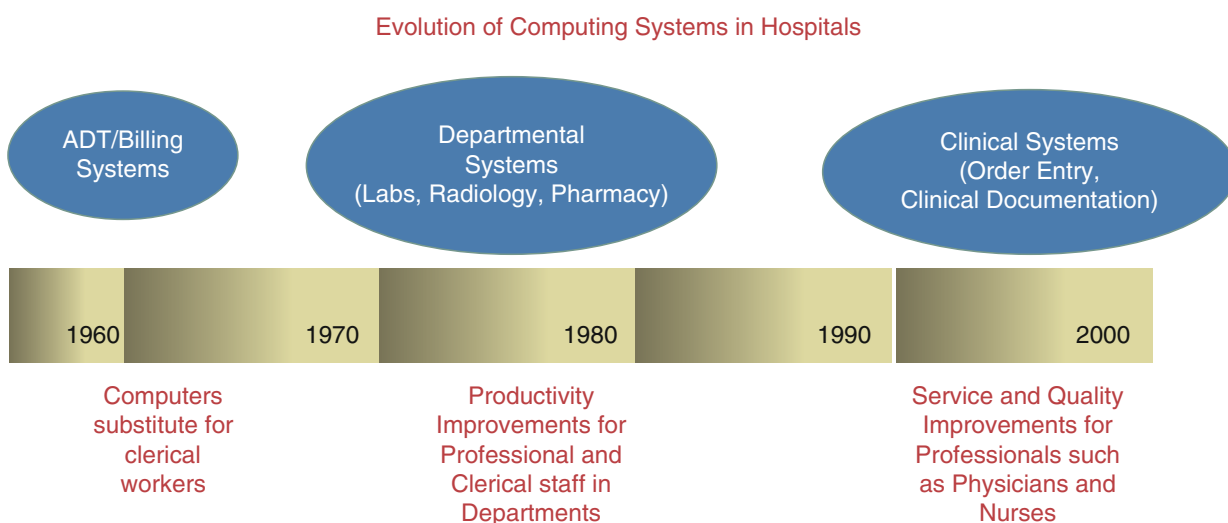 Evolution of Computing Systems in Hospitals
ADT/Billing
Systems
Departmental
Systems
(Labs, Radiology, Pharmacy)
Clinical Systems
(Order Entry,
Clinical Documentation)
1960
1970
1980
1990
2000
Computers
substitute for
clerical
workers
Productivity
Improvements for
Professional and
Clerical staff in
Departments
Service and Quality
Improvements for
Professionals such
as Physicians and
Nurses